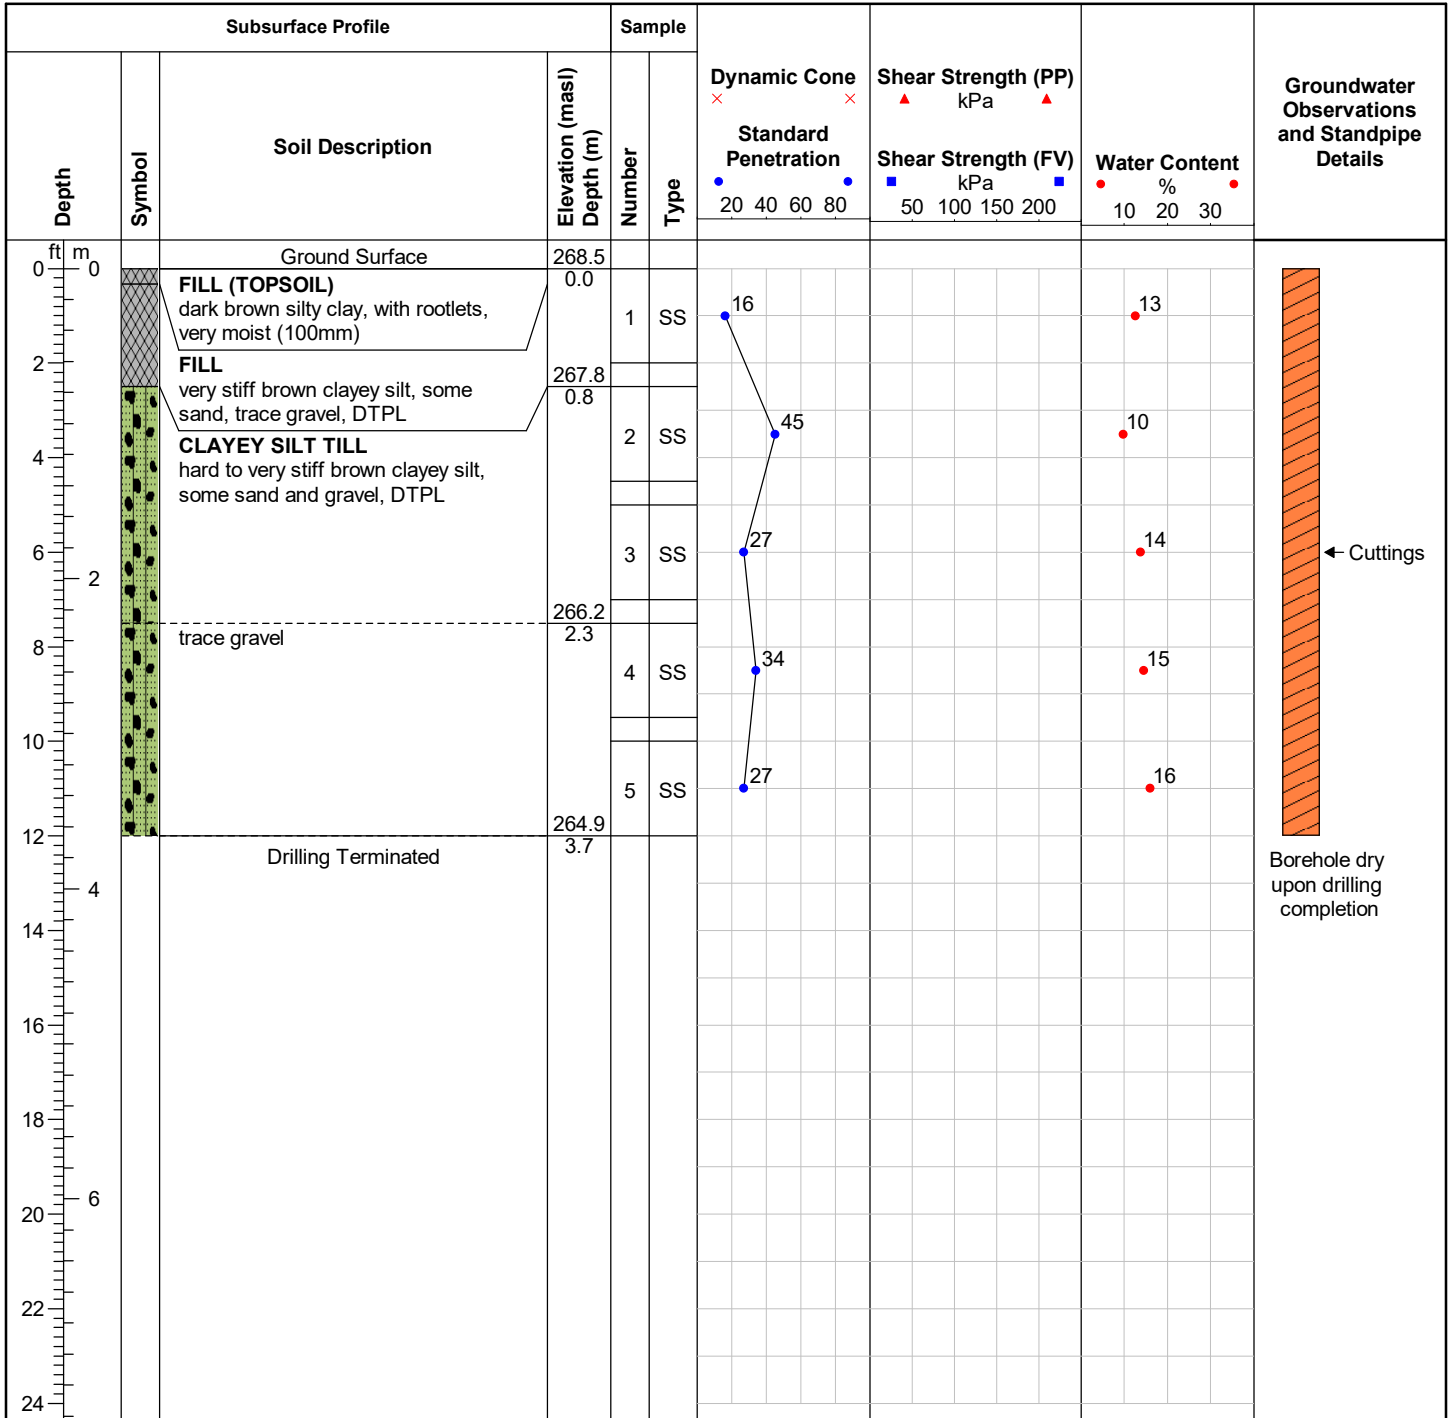 Subsurface Profile
Sample
Depth
Symbol
Soil Description
Elevation (masl)
Depth (m)
Number
Type
Dynamic Cone
Standard
Penetration
20 40 60 80
Shear Strength (PP)
kPa
Shear Strength (FV)
kPa
50 100 150 200
Water Content
%
10 20 30
Groundwater
Observations
and Standpipe
Details
ft m
0 0
2
4
6
2
8
10
12
4
14
16
18
6
20
22
24
Ground Surface
268.5
0.0
FILL (TOPSOIL)
dark brown silty clay, with rootlets,
very moist (100mm)
FILL
very stiff brown clayey silt, some
sand, trace gravel, DTPL
267.8
0.8
CLAYEY SILT TILL
hard to very stiff brown clayey silt,
some sand and gravel, DTPL
266.2
2.3
trace gravel
264.9
3.7
Drilling Terminated
1 SS 16 13
2 SS 45 10
3 SS 27 14
4 SS 34 15
5 SS 27 16
Cuttings
Borehole dry
upon drilling
completion